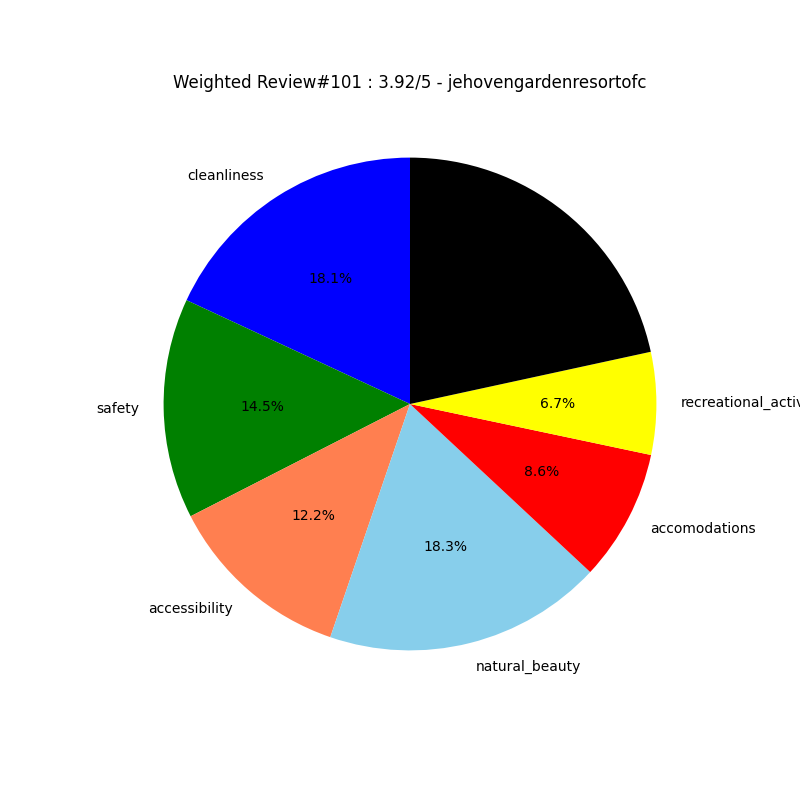 Weighted Review#101 : 3.92/5 - jehovengardenresortofc
cleanliness
18.1%
safety
14.5%
accessibility
12.2%
natural_beauty
18.3%
accomodations
8.6%
recreational_activ
6.7%